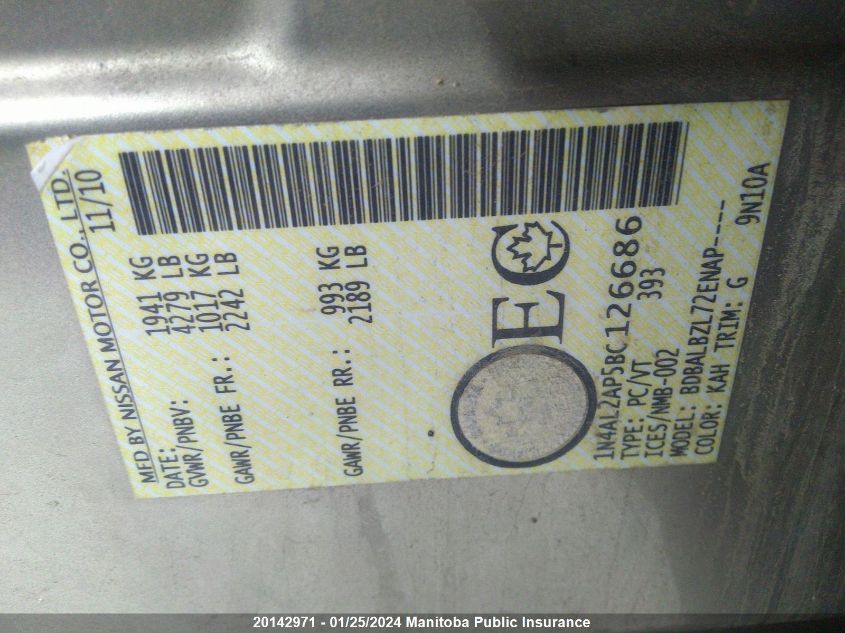 MFD BY NISSAN MOTOR CO., LTD.
DATE: 11/10
GVWR/PNBV: 1941 KG
4279 LB
GAWR/PNBE FR.: 1017 KG
2242 LB
GAWR/PNBE RR.: 993 KG
2189 LB
EC
1N4AL2AP5BC126686
TYPE: PC/VT 393
ICES/NMB-002
MODEL: BDBALBZL72ENAP----
COLOR: KAH TRIM: G 9N10A
20142971 - 01/25/2024 Manitoba Public Insurance